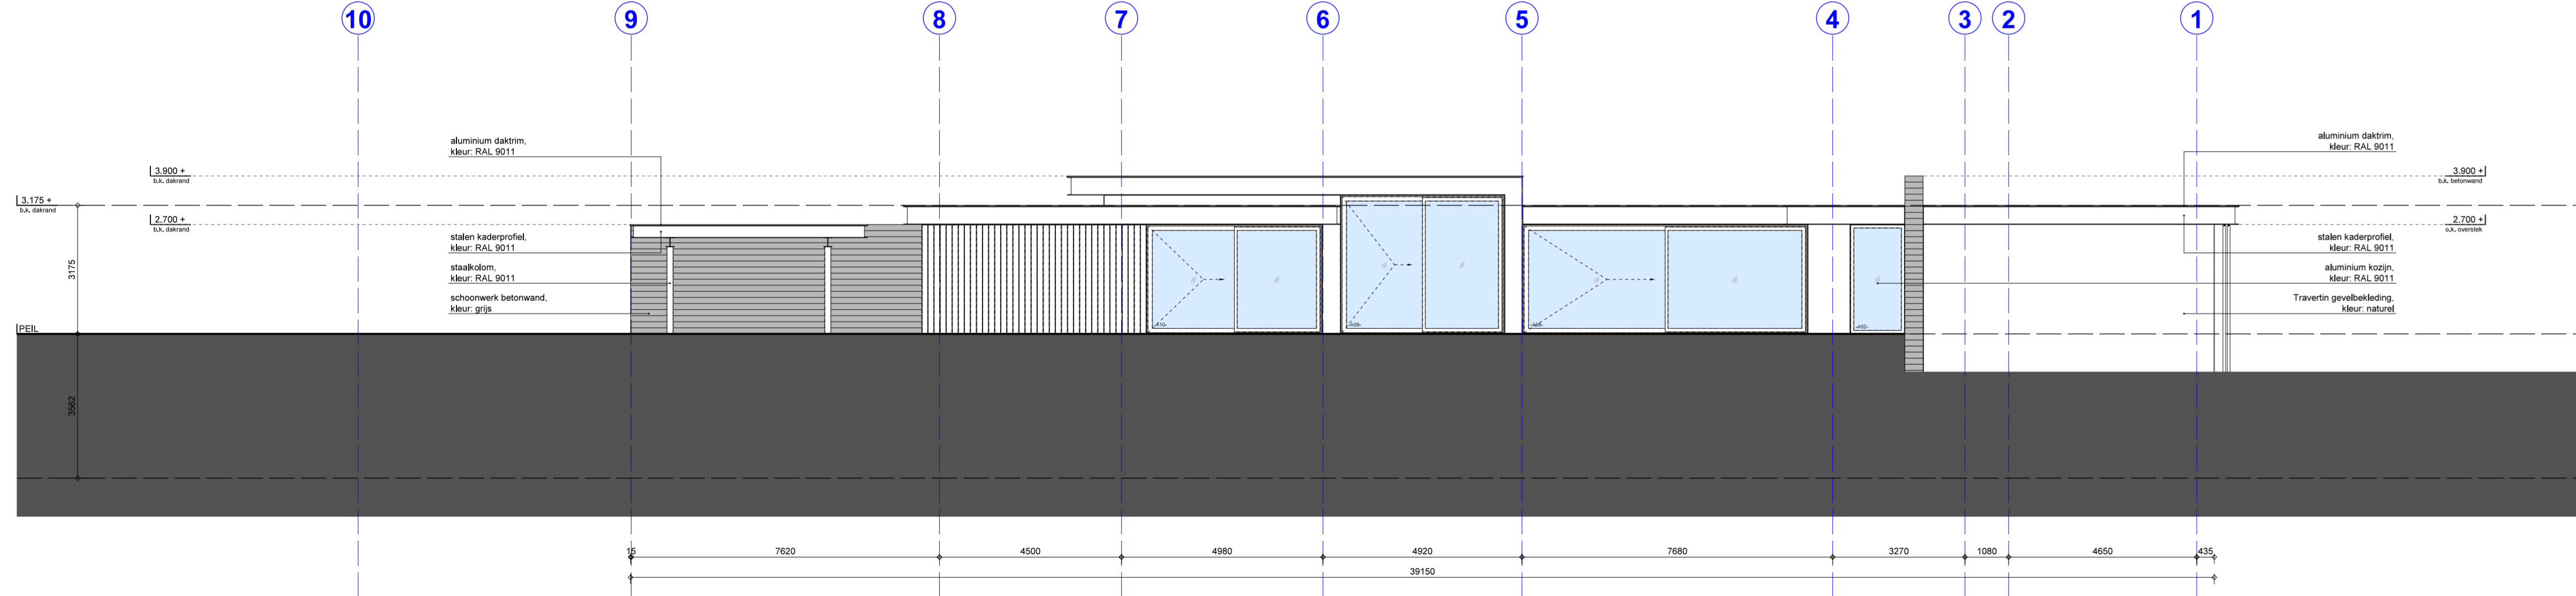 10 9 8 7 6 5 4 3 2 1
aluminium daktrim,
kleur: RAL 9011
aluminium daktrim,
kleur: RAL 9011
3.900 +
b.k. dakrand
3.900 +
b.k. betonwand
3.175 +
b.k. dakrand
2.700 +
b.k. dakrand
2.700 +
o.k. overstek
stalen kaderprofiel,
kleur: RAL 9011
stalen kaderprofiel,
kleur: RAL 9011
staalkolom,
kleur: RAL 9011
aluminium kozijn,
kleur: RAL 9011
schoonwerk betonwand,
kleur: grijs
Travertin gevelbekleding,
kleur: naturel
3175
PEIL
3562
15 7620 4500 4980 4920 7680 3270 1080 4650 435
39150